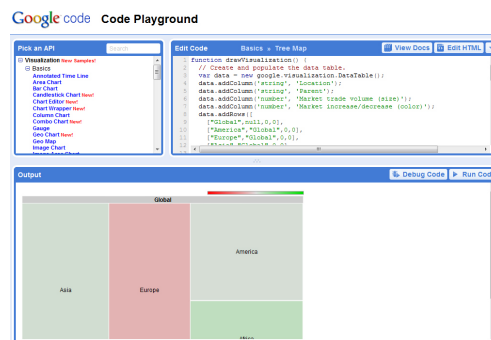 Google code Code Playground
Pick an API
Search
Visualization New Samples!
Basics
Annotated Time Line
Area Chart
Bar Chart
Candlestick Chart New!
Chart Editor New!
Chart Wrapper New!
Column Chart
Combo Chart New!
Gauge
Geo Chart New!
Geo Map
Image Chart
Edit Code Basics » Tree Map View Docs Edit HTML
1 function drawVisualization() {
2 // Create and populate the data table.
3 var data = new google.visualization.DataTable();
4 data.addColumn('string', 'Location');
5 data.addColumn('string', 'Parent');
6 data.addColumn('number', 'Market trade volume (size)');
7 data.addColumn('number', 'Market increase/decrease (color)');
8 data.addRows([
9 ["Global",null,0,0],
10 ["America","Global",0,0],
11 ["Europe","Global",0,0],
12 ["Asia","Global",0,0],
Output Debug Code Run Cod
Global
America
Asia
Europe
Africa